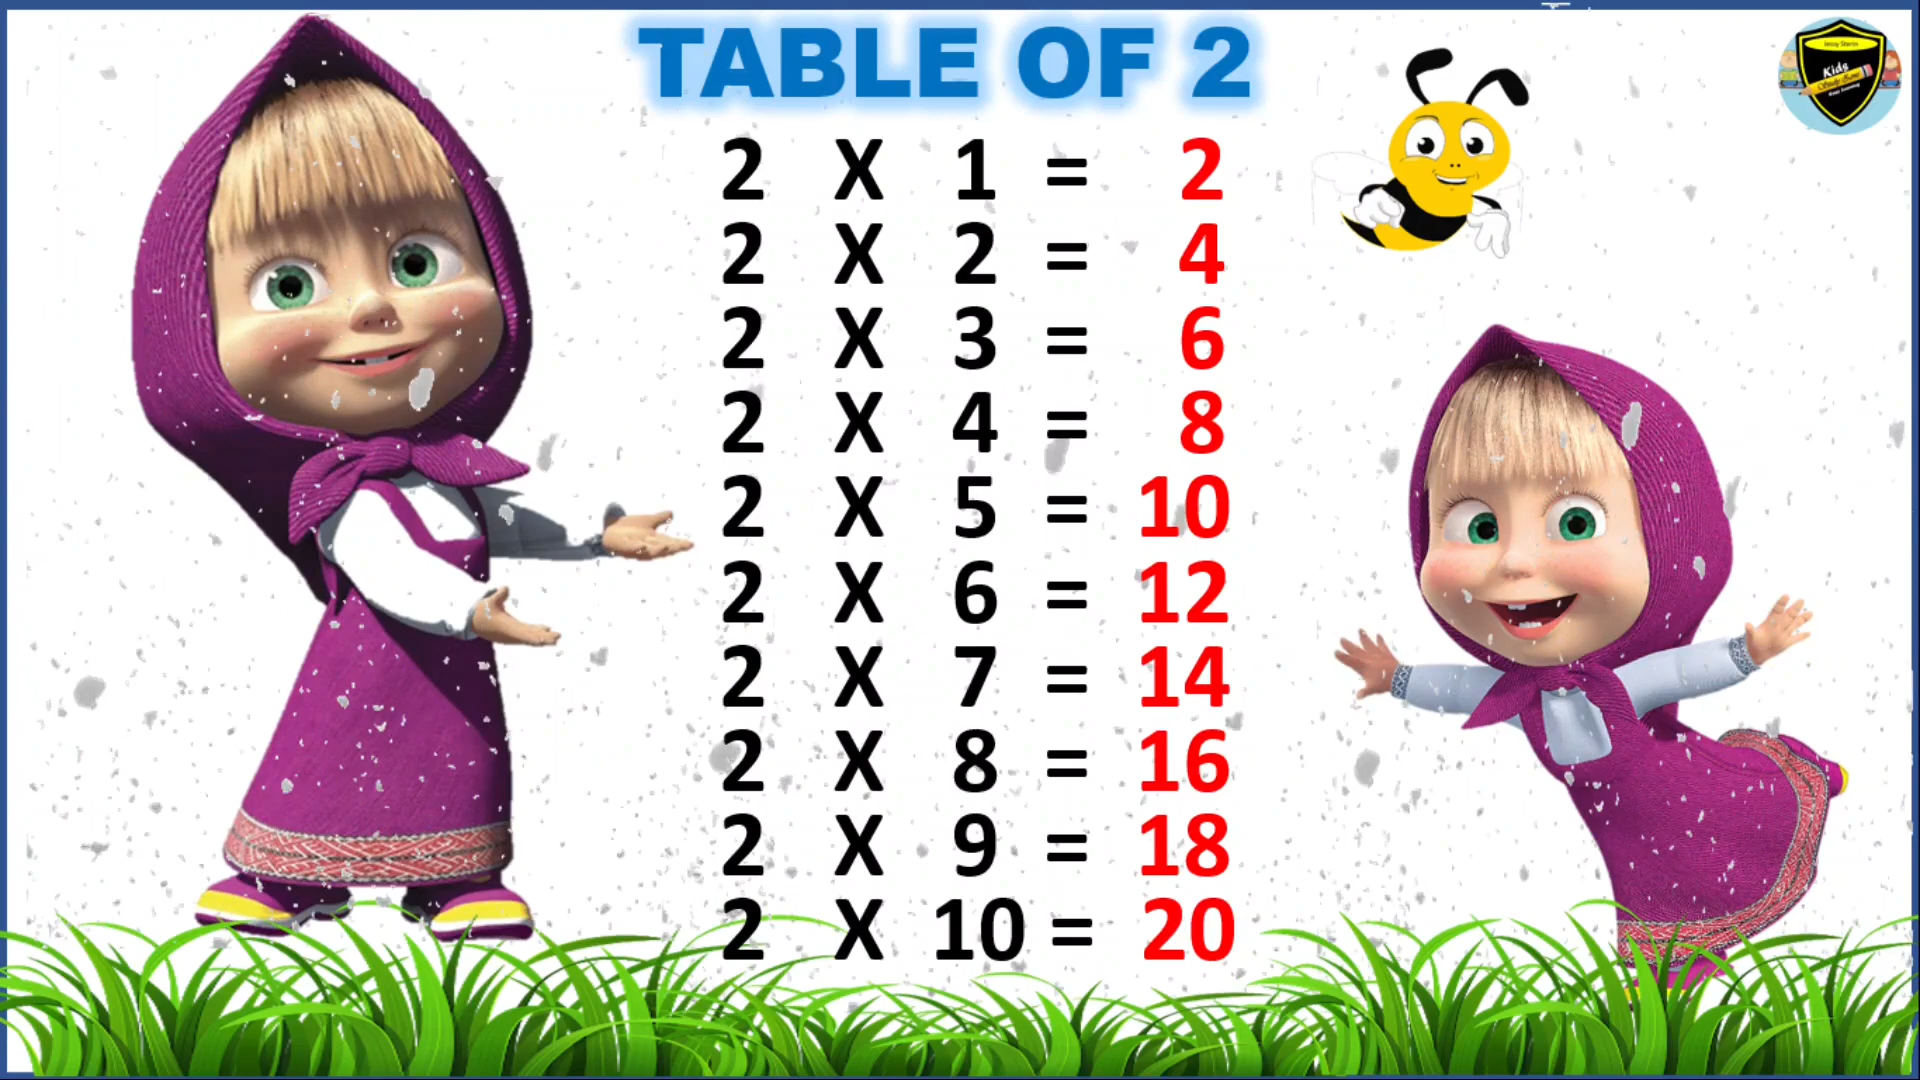 TABLE OF 2
2 X 1 = 2
2 X 2 = 4
2 X 3 = 6
2 X 4 = 8
2 X 5 = 10
2 X 6 = 12
2 X 7 = 14
2 X 8 = 16
2 X 9 = 18
2 X 10 = 20
Kids